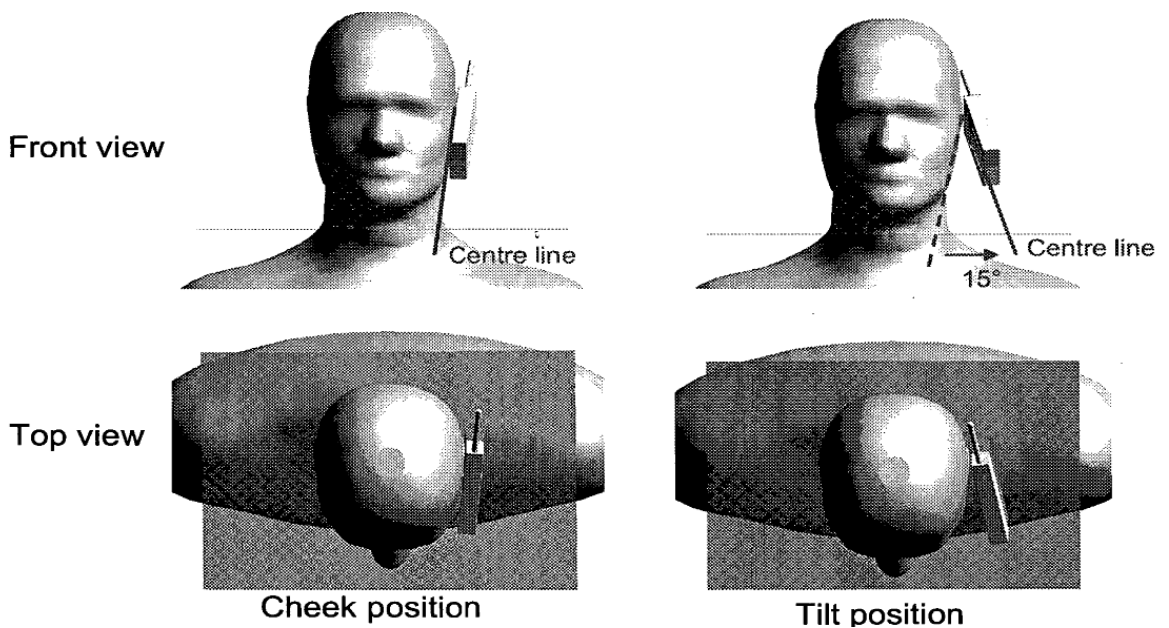 Front view
Centre line
Centre line
15°
Top view
Cheek position
Tilt position